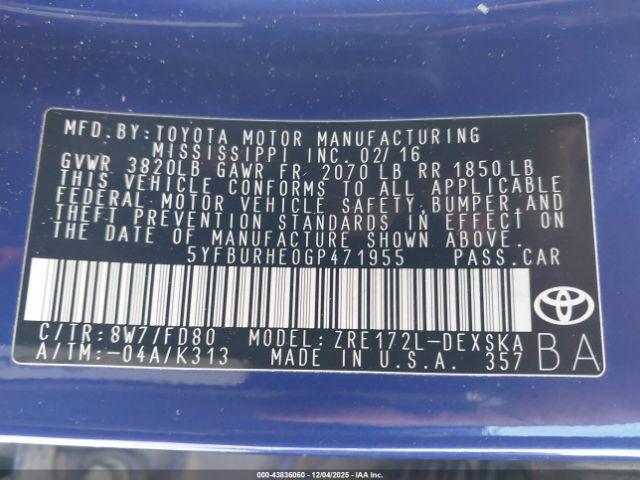 MFD.BY:TOYOTA MOTOR MANUFACTURING
MISSISSIPPI INC. 02/16
GVWR 3820LB GAWR FR 2070 LB RR 1850 LB
THIS VEHICLE CONFORMS TO ALL APPLICABLE
FEDERAL MOTOR VEHICLE SAFETY, BUMPER, AND
THEFT PREVENTION STANDARDS IN EFFECT ON
THE DATE OF MANUFACTURE SHOWN ABOVE.
5YFBURHE0GP471955 PASS.CAR
C/TR:8W7/FD80 MODEL: ZRE172L-DEXSKA
A/TM:-04A/K313 MADE IN U.S.A. 357
BA
000-43836060 - 12/04/2025 - IAA Inc.